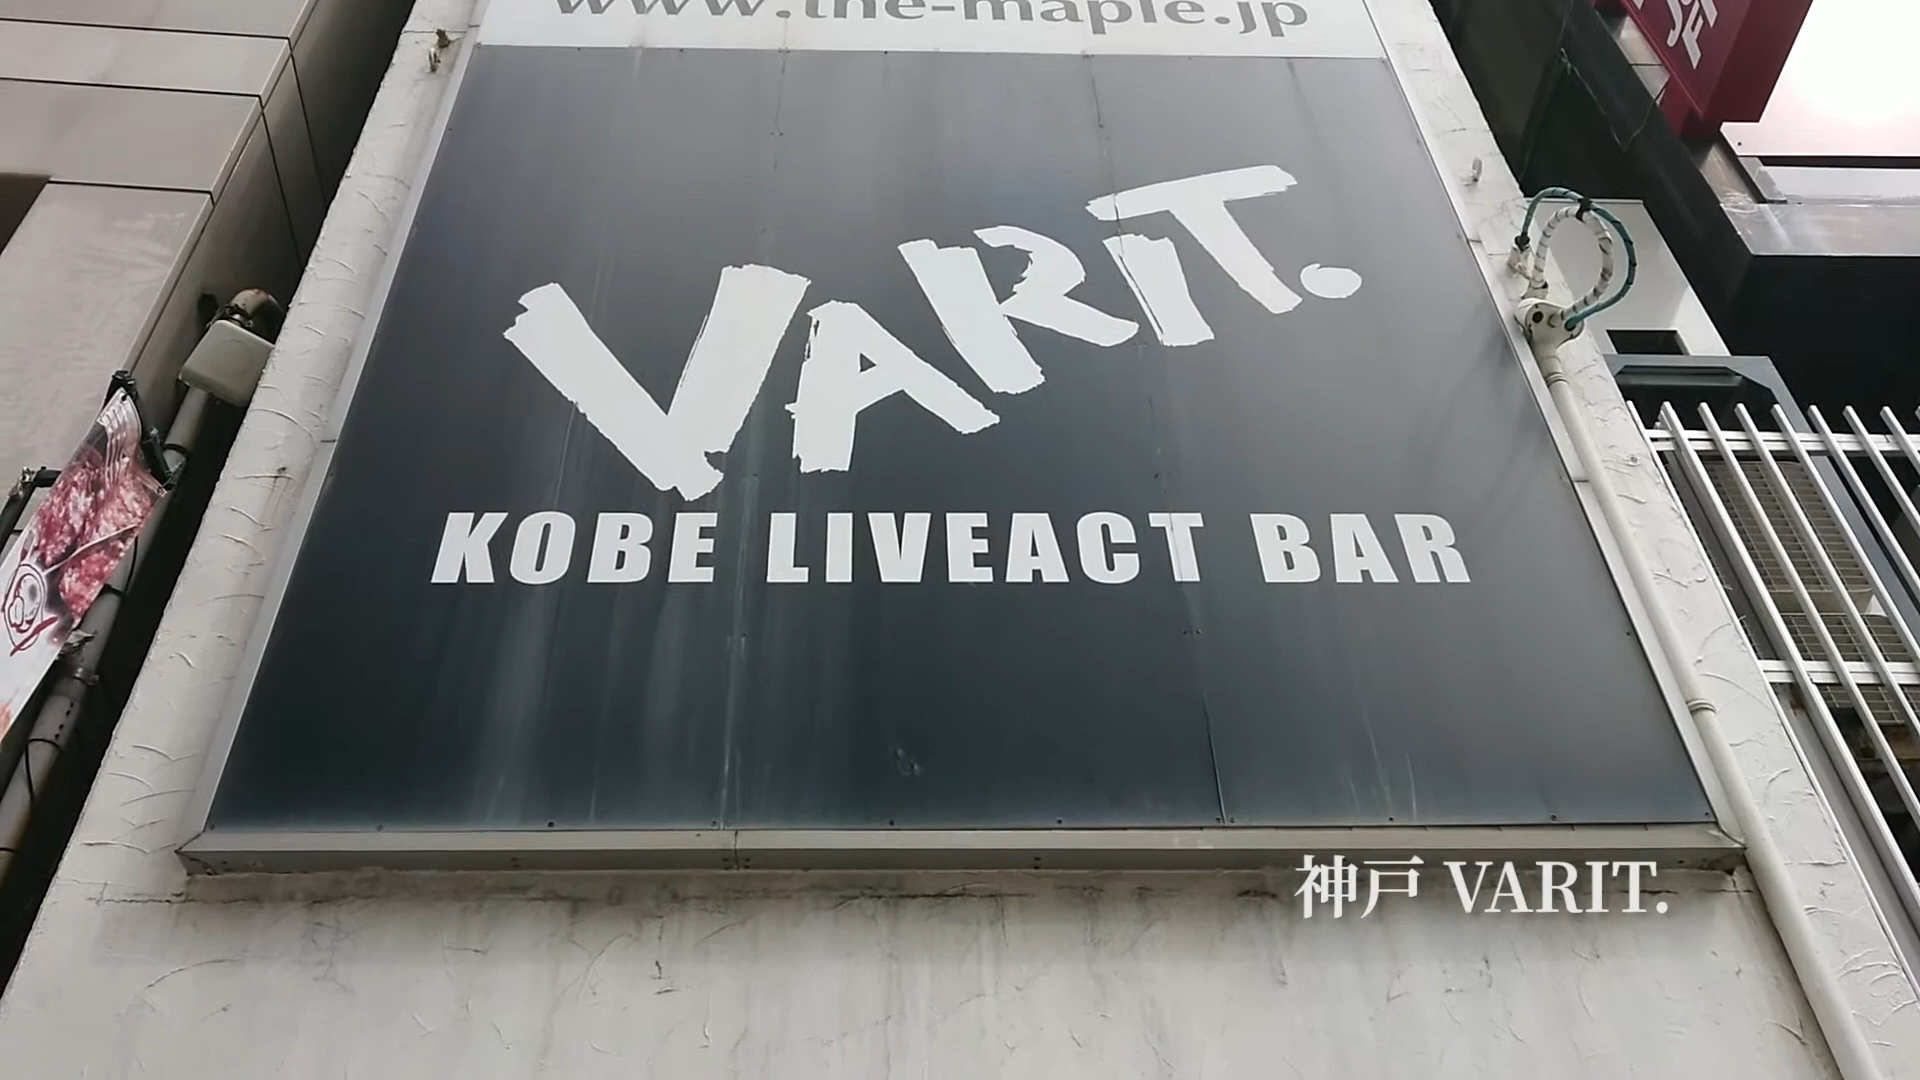 www.the-maple.jp
VARIT.
KOBE LIVEACT BAR
神戸 VARIT.